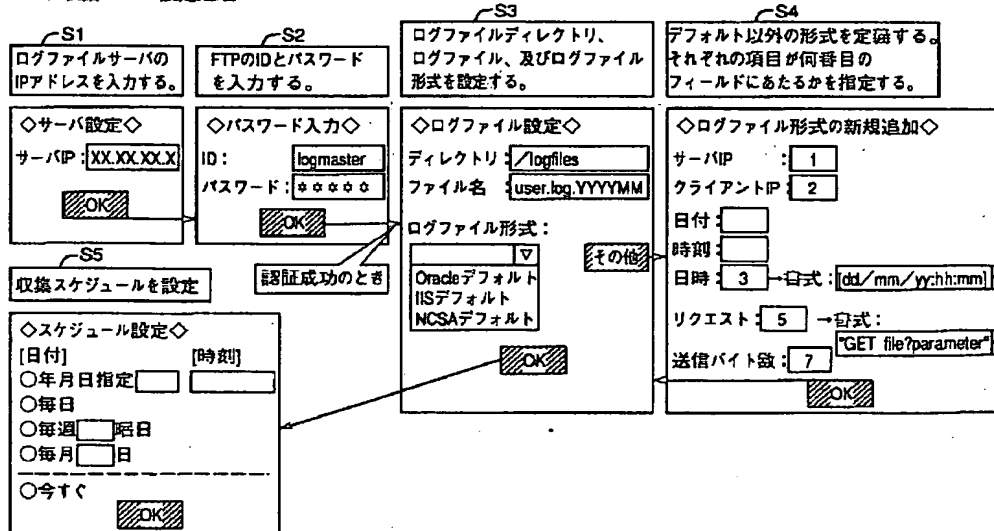 S1
ログファイルサーバの
IPアドレスを入力する。
◇サーバ設定◇
サーバIP:XX.XX.XX.X
OK
S2
FTPのIDとパスワード
を入力する。
◇パスワード入力◇
ID: logmaster
パスワード:*****
OK
認証成功のとき
S3
ログファイルディレクトリ、
ログファイル、及びログファイル
形式を設定する。
◇ログファイル設定◇
ディレクトリ:/logfiles
ファイル名:user.log.YYYYMM
ログファイル形式:
▽
Oracleデフォルト
IISデフォルト
NCSAデフォルト
その他
OK
S4
デフォルト以外の形式を定義する。
それぞれの項目が何番目の
フィールドにあたるかを指定する。
◇ログファイル形式の新規追加◇
サーバIP :1
クライアントIP:2
日付:
時刻:
日時:3 →書式:[dd/mm/yy:hh:mm]
リクエスト:5 →書式:
"GET file?parameter"
送信バイト数:7
OK
S5
収集スケジュールを設定
◇スケジュール設定◇
[日付] [時刻]
○年月日指定
○毎日
○毎週 曜日
○毎月 日
○今すぐ
OK